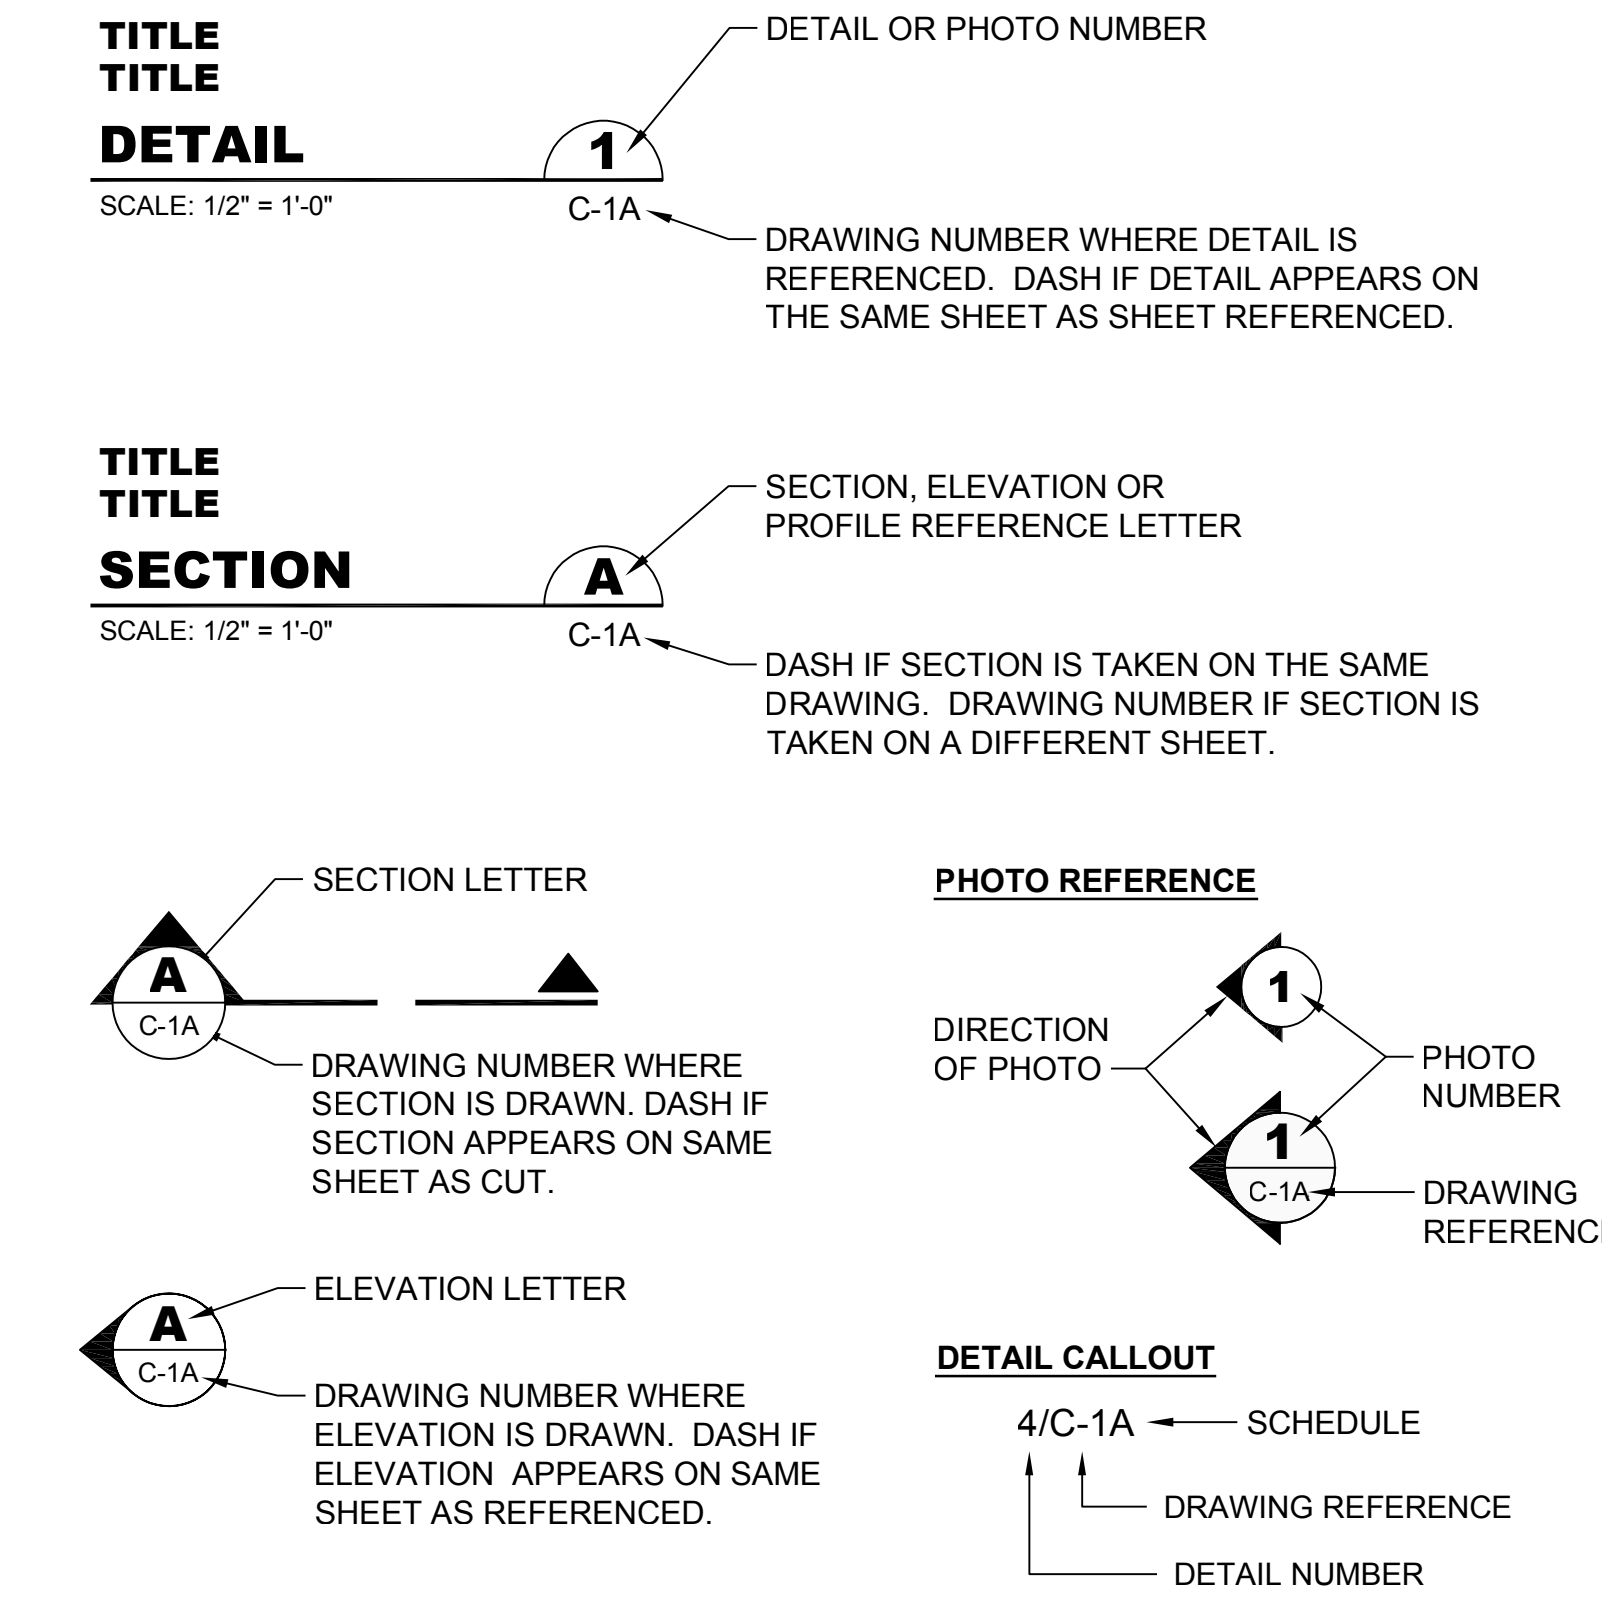 TITLE
TITLE
DETAIL
SCALE: 1/2" = 1'-0"
1
C-1A
DETAIL OR PHOTO NUMBER
DRAWING NUMBER WHERE DETAIL IS
REFERENCED.  DASH IF DETAIL APPEARS ON
THE SAME SHEET AS SHEET REFERENCED.
TITLE
TITLE
SECTION
SCALE: 1/2" = 1'-0"
A
C-1A
SECTION, ELEVATION OR
PROFILE REFERENCE LETTER
DASH IF SECTION IS TAKEN ON THE SAME
DRAWING.  DRAWING NUMBER IF SECTION IS
TAKEN ON A DIFFERENT SHEET.
SECTION LETTER
A
C-1A
DRAWING NUMBER WHERE
SECTION IS DRAWN. DASH IF
SECTION APPEARS ON SAME
SHEET AS CUT.
ELEVATION LETTER
A
C-1A
DRAWING NUMBER WHERE
ELEVATION IS DRAWN.  DASH IF
ELEVATION  APPEARS ON SAME
SHEET AS REFERENCED.
PHOTO REFERENCE
1
DIRECTION
OF PHOTO
PHOTO
NUMBER
1
C-1A
DRAWING
REFERENC
DETAIL CALLOUT
4/C-1A
SCHEDULE
DRAWING REFERENCE
DETAIL NUMBER